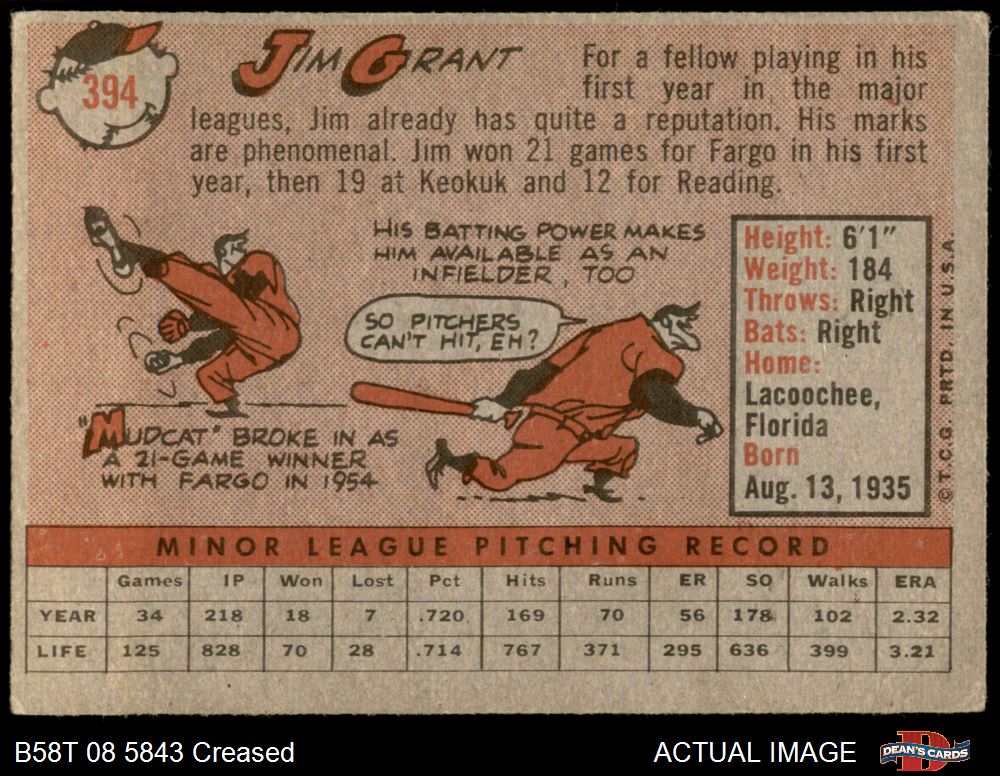 394
JIM GRANT
For a fellow playing in his
first year in the major
leagues, Jim already has quite a reputation. His marks
are phenomenal. Jim won 21 games for Fargo in his first
year, then 19 at Keokuk and 12 for Reading.
HIS BATTING POWER MAKES
HIM AVAILABLE AS AN
INFIELDER, TOO
SO PITCHERS
CAN'T HIT, EH?
"MUDCAT" BROKE IN AS
A 21-GAME WINNER
WITH FARGO IN 1954
Height: 6'1"
Weight: 184
Throws: Right
Bats: Right
Home:
Lacoochee,
Florida
Born
Aug. 13, 1935
© T.C.G. PRTD. IN U.S.A.
MINOR LEAGUE PITCHING RECORD
Games IP Won Lost Pct Hits Runs ER SO Walks ERA
YEAR 34 218 18 7 .720 169 70 56 178 102 2.32
LIFE 125 828 70 28 .714 767 371 295 636 399 3.21
B58T 08 5843 Creased
ACTUAL IMAGE
DEAN'S CARDS